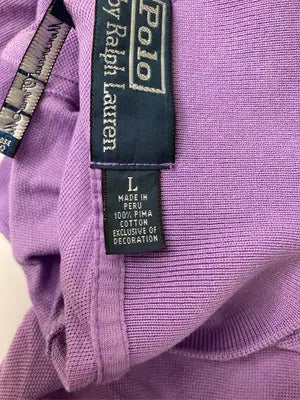 Polo
by Ralph Lauren
L
MADE IN
PERU
100% PIMA
COTTON
EXCLUSIVE OF
DECORATION